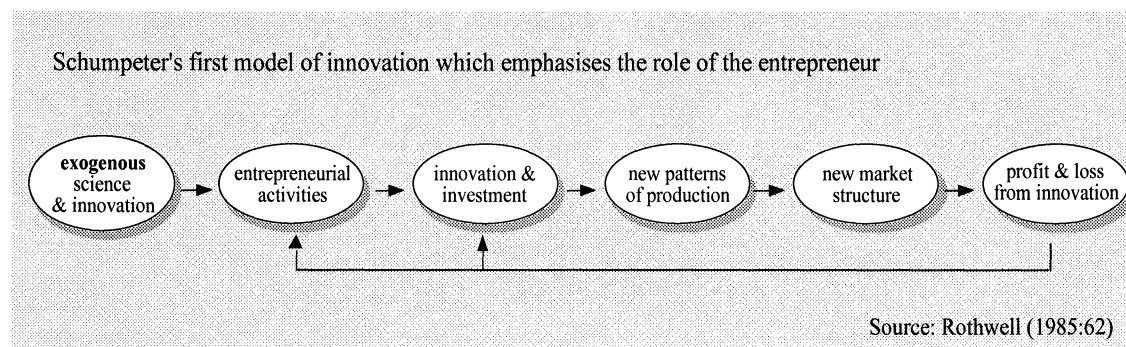 Schumpeter's first model of innovation which emphasises the role of the entrepreneur
exogenous
science
& innovation
entrepreneurial
activities
innovation &
investment
new patterns
of production
new market
structure
profit & loss
from innovation
Source: Rothwell (1985:62)